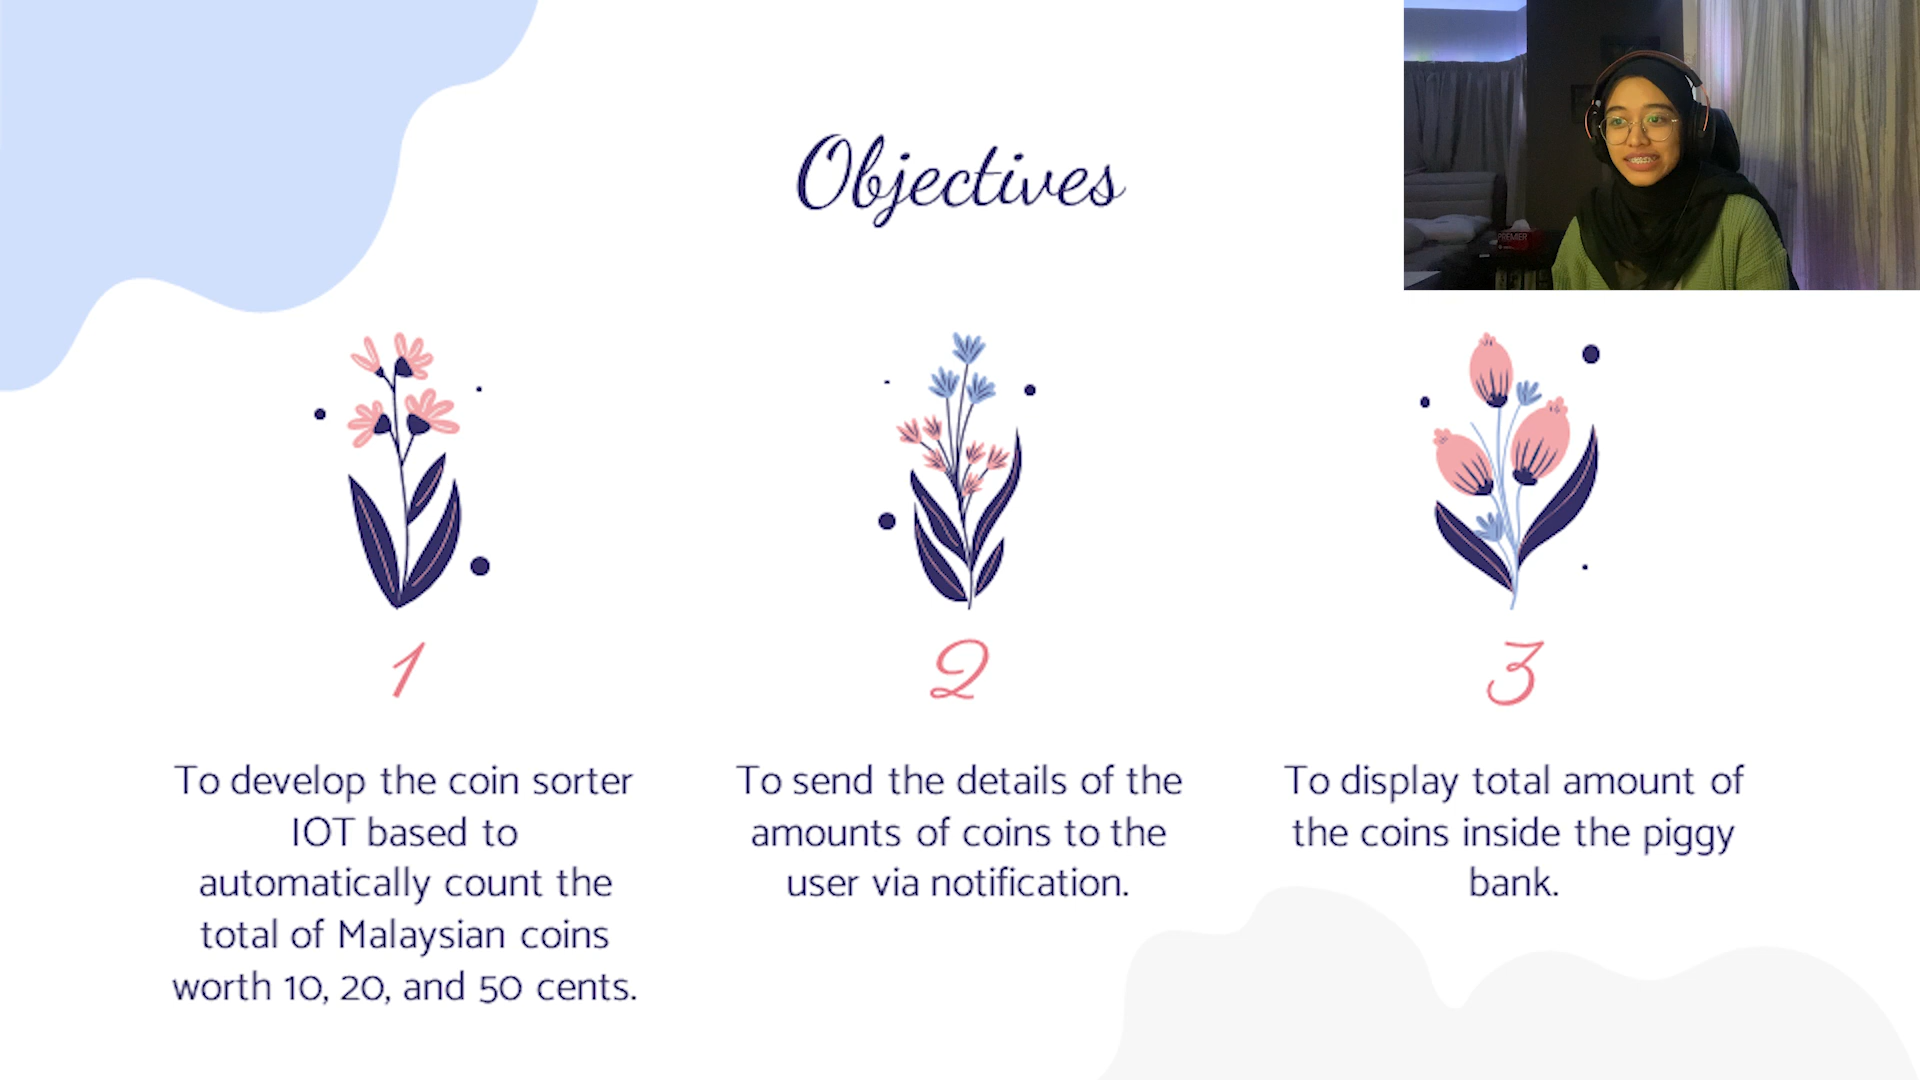 Objectives
PREMIER
1
To develop the coin sorter
IOT based to
automatically count the
total of Malaysian coins
worth 10, 20, and 50 cents.
2
To send the details of the
amounts of coins to the
user via notification.
3
To display total amount of
the coins inside the piggy
bank.